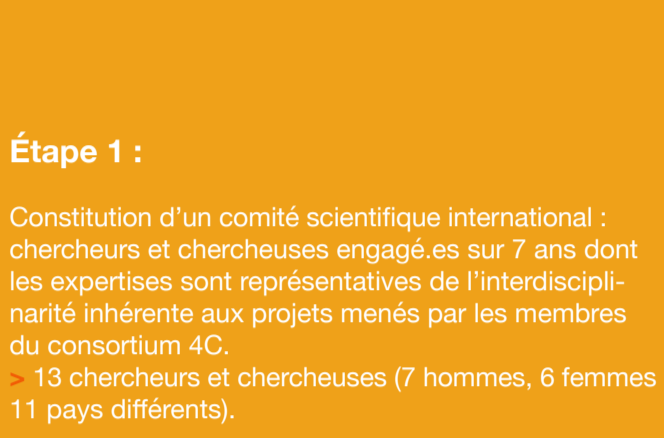 Étape 1 :
Constitution d’un comité scientifique international :
chercheurs et chercheuses engagé.es sur 7 ans dont
les expertises sont représentatives de l’interdiscipli-
narité inhérente aux projets menés par les membres
du consortium 4C.
> 13 chercheurs et chercheuses (7 hommes, 6 femmes
11 pays différents).